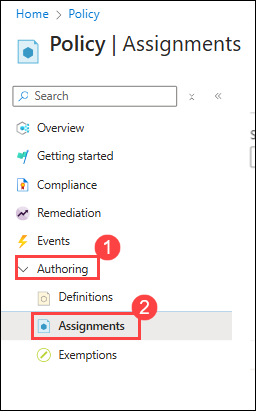 Home > Policy >
Policy | Assignments
Search
Overview
Getting started
Compliance
Remediation
Events
1
Authoring
2
Definitions
Assignments
Exemptions